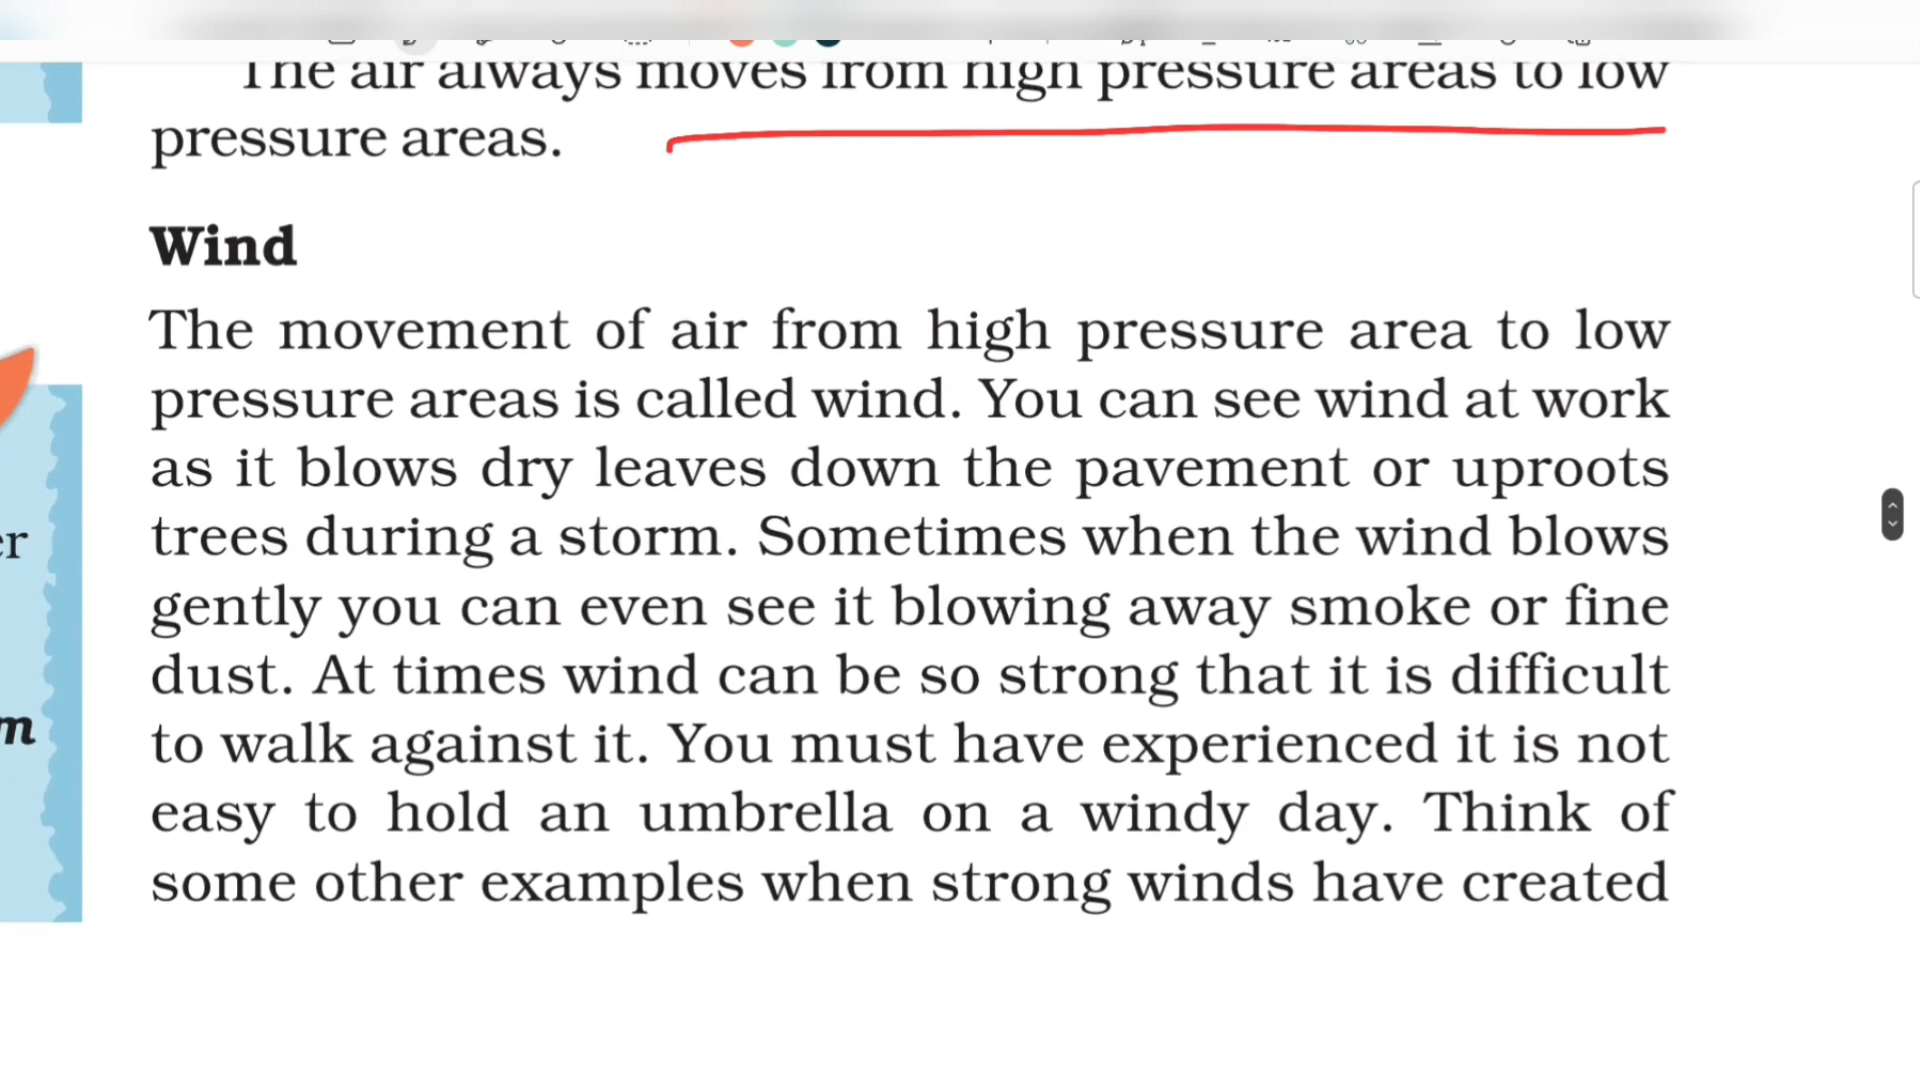 The air always moves from high pressure areas to low
pressure areas.
Wind
The movement of air from high pressure area to low
pressure areas is called wind. You can see wind at work
as it blows dry leaves down the pavement or uproots
trees during a storm. Sometimes when the wind blows
er
gently you can even see it blowing away smoke or fine
dust. At times wind can be so strong that it is difficult
m
to walk against it. You must have experienced it is not
easy to hold an umbrella on a windy day. Think of
some other examples when strong winds have created